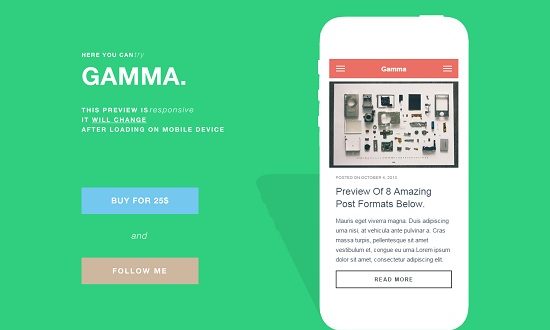 HERE YOU CAN try
GAMMA.
THIS PREVIEW IS responsive
IT WILL CHANGE
AFTER LOADING ON MOBILE DEVICE
BUY FOR 25$
and
FOLLOW ME
Gamma
POSTED ON OCTOBER 4, 2013
Preview Of 8 Amazing
Post Formats Below.
Mauris eget viverra magna. Duis adipiscing
urna nisi, at vehicula ante pulvinar a. Cras
massa turpis, pellentesque sit amet
vestibulum et, congue eu urna Lorem ipsum
dolor sit amet, consectetur adipiscing elit.
READ MORE